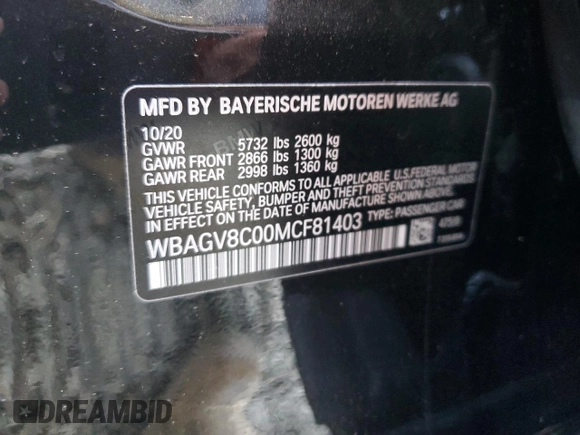 MFD BY BAYERISCHE MOTOREN WERKE AG
10/20
GVWR 5732 lbs 2600 kg
GAWR FRONT 2866 lbs 1300 kg
GAWR REAR 2998 lbs 1360 kg
THIS VEHICLE CONFORMS TO ALL APPLICABLE U.S. FEDERAL MOTOR
VEHICLE SAFETY, BUMPER AND THEFT PREVENTION STANDARDS
IN EFFECT ON THE DATE OF MANUFACTURE SHOWN ABOVE.
WBAGV8C00MCF81403 TYPE: PASSENGER CAR
DREAMBID